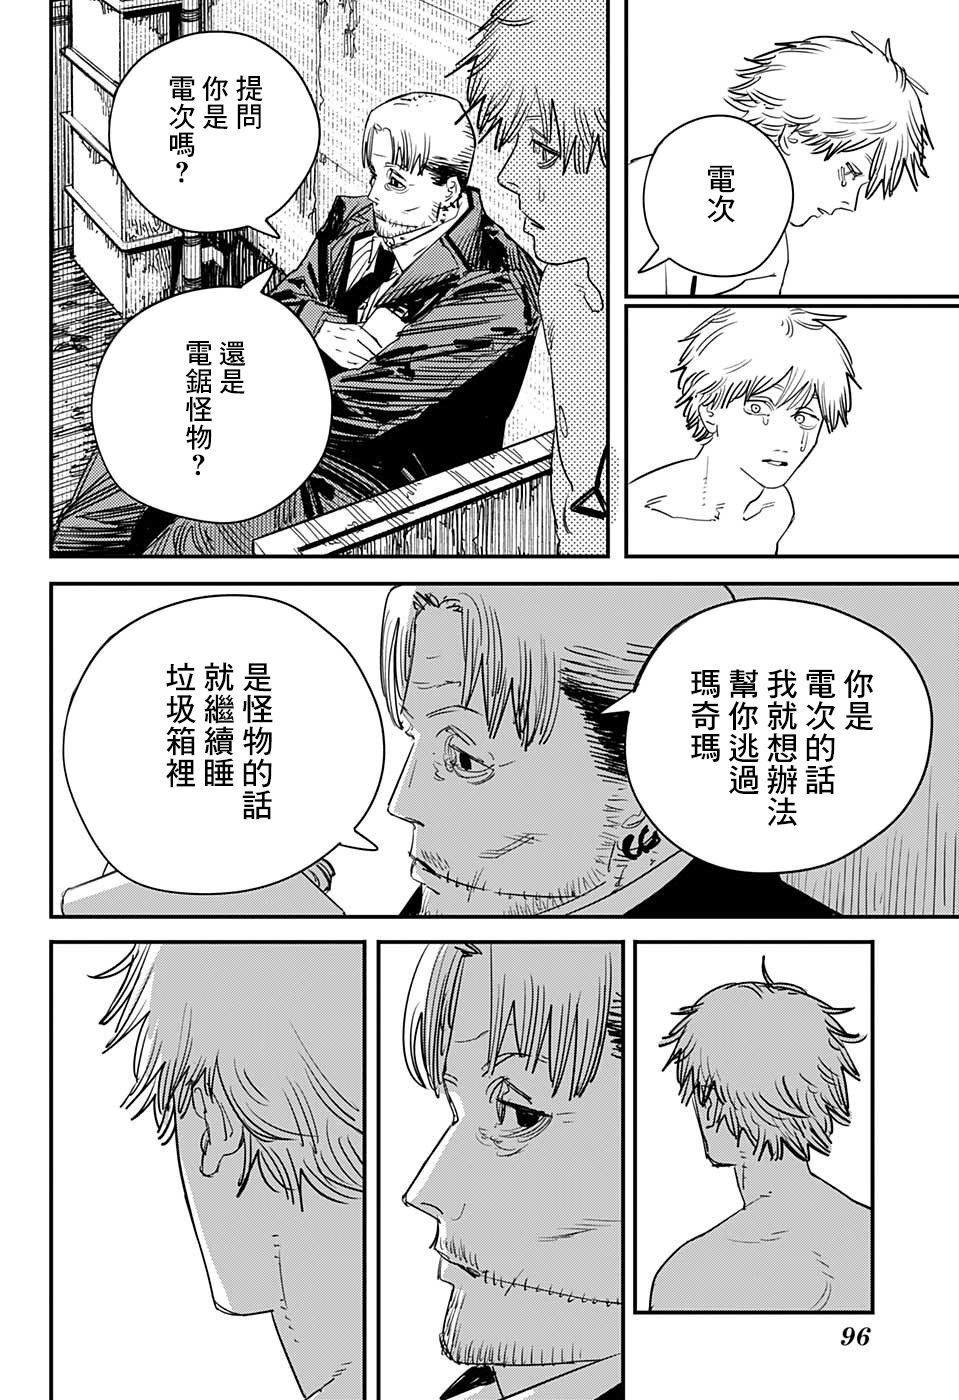 電次
提問
你是
電次嗎?
還是
電鋸怪物?
你是
電次的話
我就想辦法
幫你逃過
瑪奇瑪
是怪物的話
就繼續睡
垃圾箱裡
96